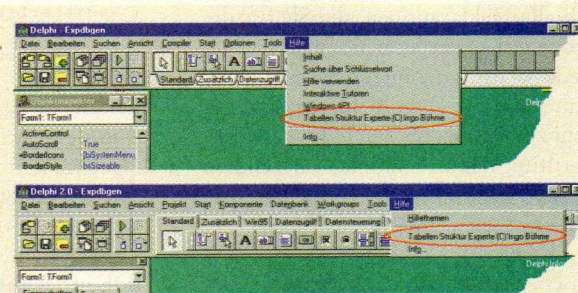 Delphi - Expdbgen
Datei Bearbeiten Suchen Ansicht Compiler Start Optionen Tools Hilfe
Inhalt
Suche über Schlüsselwort
Hilfe verwenden
Interaktive Tutoren
Windows API
Tabellen Struktur Experte (C) Ingo Böhme
Info...
Standard Zusätzlich Datenzugriff
Objektinspektor
Form1: TForm1
ActiveControl
AutoScroll True
+BorderIcons [biSystemMenu
BorderStyle bsSizeable
Delphi 2.0 - Expdbgen
Datei Bearbeiten Suchen Ansicht Projekt Start Komponente Datenbank Workgroups Tools Hilfe
Hilfethemen
Tabellen Struktur Experte (C) Ingo Böhme
Info...
Standard Zusätzlich Win95 Datenzugriff Datensteuerung
Form1: TForm1